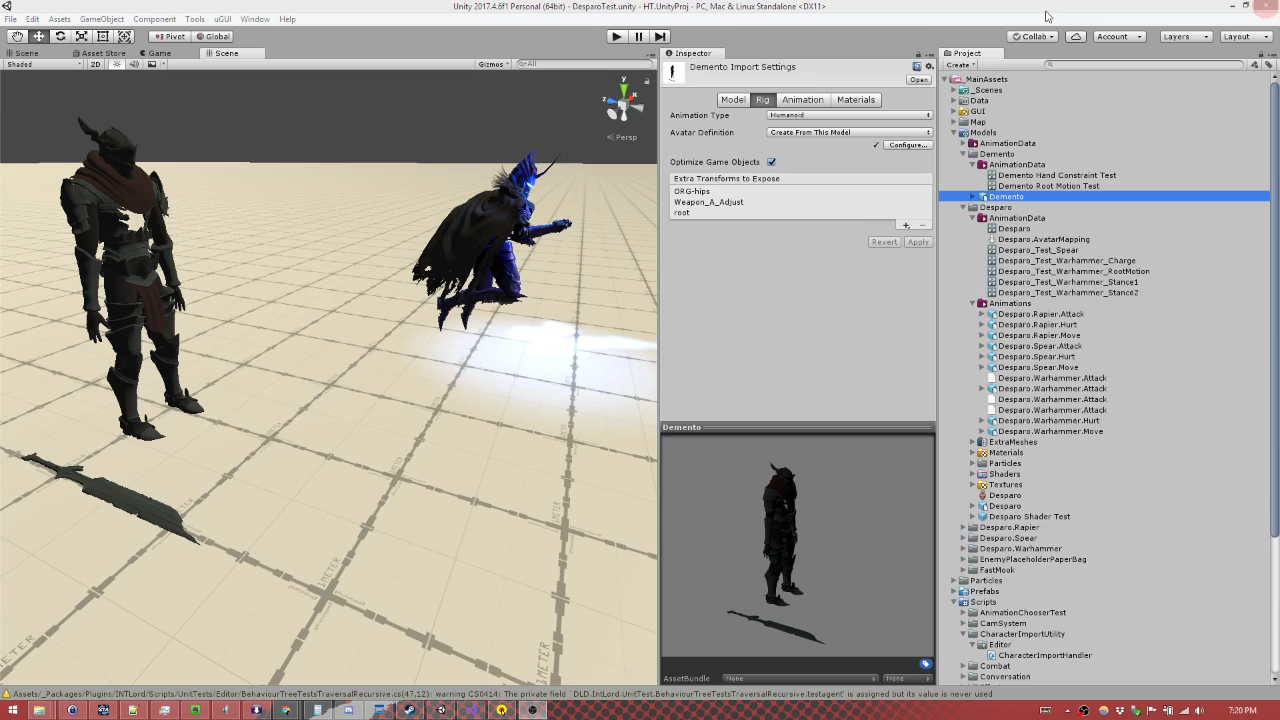 Unity 2017.4.6f1 Personal (64bit) - DesparoTest.unity - HT.UnityProj - PC, Mac & Linux Standalone <DX11>
File Edit Assets GameObject Component Tools uGUI Window Help
Pivot Global Collab Account Layers Layout
Scene Asset Store Game Scene
Shaded 2D Gizmos All
y
x
z
Persp
METER
METER
METER
METER
Inspector
Demento Import Settings
Open
Model Rig Animation Materials
Animation Type Humanoid
Avatar Definition Create From This Model
Configure...
Optimize Game Objects
Extra Transforms to Expose
ORG-hips
Weapon_A_Adjust
root
Revert Apply
Demento
AssetBundle None None
Project
Create
_MainAssets
_Scenes
Data
GUI
Map
Models
AnimationData
Demento
AnimationData
Demento Hand Constraint Test
Demento Root Motion Test
Demento
Desparo
AnimationData
Desparo
Desparo.AvatarMapping
Desparo_Test_Spear
Desparo_Test_Warhammer_Charge
Desparo_Test_Warhammer_RootMotion
Desparo_Test_Warhammer_Stance1
Desparo_Test_Warhammer_Stance2
Animations
Desparo.Rapier.Attack
Desparo.Rapier.Hurt
Desparo.Rapier.Move
Desparo.Spear.Attack
Desparo.Spear.Hurt
Desparo.Spear.Move
Desparo.Warhammer.Attack
Desparo.Warhammer.Attack
Desparo.Warhammer.Attack
Desparo.Warhammer.Attack
Desparo.Warhammer.Hurt
Desparo.Warhammer.Move
ExtraMeshes
Materials
Particles
Shaders
Textures
Desparo
Desparo
Desparo Shader Test
Desparo.Rapier
Desparo.Spear
Desparo.Warhammer
EnemyPlaceholderPaperBag
FastMook
Particles
Prefabs
Scripts
AnimationChooserTest
CamSystem
CharacterImportUtility
Editor
CharacterImportHandler
Combat
Conversation
Assets/_Packages/Plugins/INTLord/Scripts/UnitTests/Editor/BehaviourTreeTestsTraversalRecursive.cs(47,12): warning CS0414: The private field `DLD.IntLord.UnitTest.BehaviourTreeTestsTraversalRecursive.testagent' is assigned but its value is never used
7:20 PM